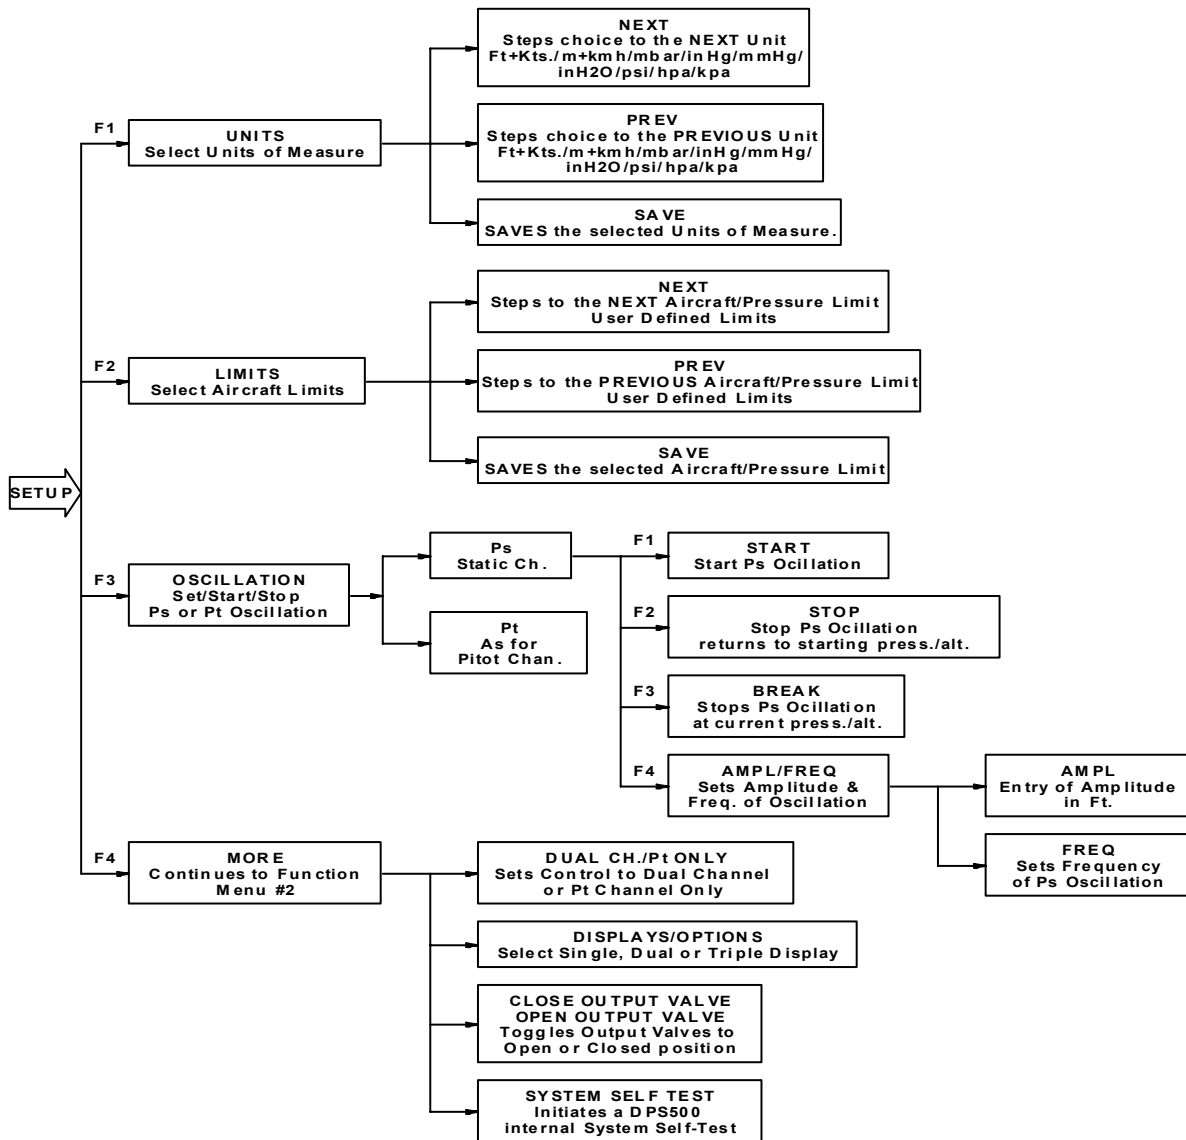 NEXT
Steps choice to the NEXT Unit
Ft+Kts./m+kmh/mbar/inHg/mmHg/
inH2O/psi/hpa/kpa
F1
UNITS
Select Units of Measure
PREV
Steps choice to the PREVIOUS Unit
Ft+Kts./m+kmh/mbar/inHg/mmHg/
inH2O/psi/hpa/kpa
SAVE
SAVES the selected Units of Measure.
NEXT
Steps to the NEXT Aircraft/Pressure Limit
User Defined Limits
F2
LIMITS
Select Aircraft Limits
PREV
Steps to the PREVIOUS Aircraft/Pressure Limit
User Defined Limits
SAVE
SAVES the selected Aircraft/Pressure Limit
SETUP
F3
OSCILLATION
Set/Start/Stop
Ps or Pt Oscillation
Ps
Static Ch.
Pt
As for
Pitot Chan.
F1
START
Start Ps Ocillation
F2
STOP
Stop Ps Ocillation
returns to starting press./alt.
F3
BREAK
Stops Ps Ocillation
at current press./alt.
F4
AMPL/FREQ
Sets Amplitude &
Freq. of Oscillation
AMPL
Entry of Amplitude
in Ft.
FREQ
Sets Frequency
of Ps Oscillation
F4
MORE
Continues to Function
Menu #2
DUAL CH./Pt ONLY
Sets Control to Dual Channel
or Pt Channel Only
DISPLAYS/OPTIONS
Select Single, Dual or Triple Display
CLOSE OUTPUT VALVE
OPEN OUTPUT VALVE
Toggles Output Valves to
Open or Closed position
SYSTEM SELF TEST
Initiates a DPS500
internal System Self-Test